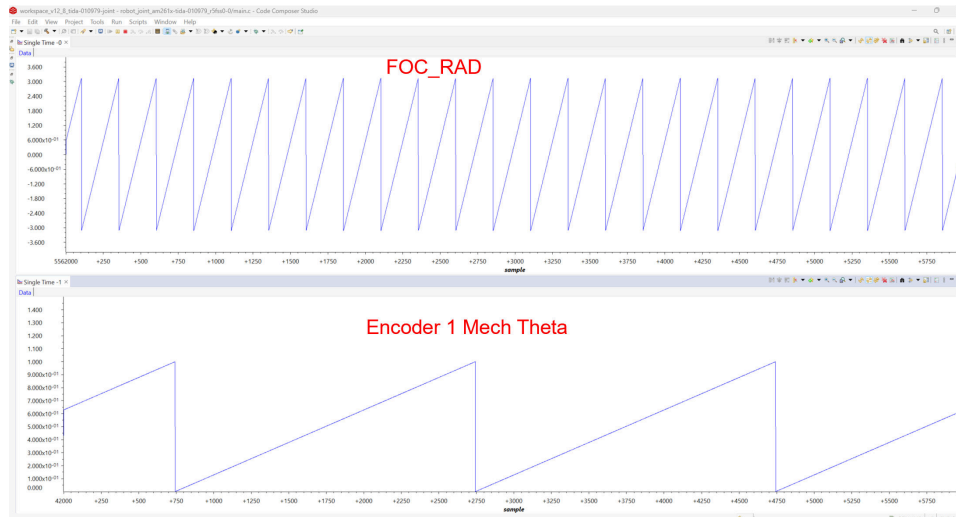 workspace_v12_8_tida-010979-joint - robot_joint_am261x-tida-010979_r5fss0-0/main.c - Code Composer Studio
File Edit View Project Tools Run Scripts Window Help
Single Time -0
Data
FOC_RAD
3.600
3.000
2.400
1.800
1.200
6.000x10-01
0.000
-6.000x10-01
-1.200
-1.800
-2.400
-3.000
-3.600
5562000 +250 +500 +750 +1000 +1250 +1500 +1750 +2000 +2250 +2500 +2750 +3000 +3250 +3500 +3750 +4000 +4250 +4500 +4750 +5000 +5250 +5500 +5750
sample
Single Time -1
Data
Encoder 1 Mech Theta
1.400
1.300
1.200
1.100
1.000
9.000x10-01
8.000x10-01
7.000x10-01
6.000x10-01
5.000x10-01
4.000x10-01
3.000x10-01
2.000x10-01
1.000x10-01
0.000
42000 +250 +500 +750 +1000 +1250 +1500 +1750 +2000 +2250 +2500 +2750 +3000 +3250 +3500 +3750 +4000 +4250 +4500 +4750 +5000 +5250 +5500 +5750
sample